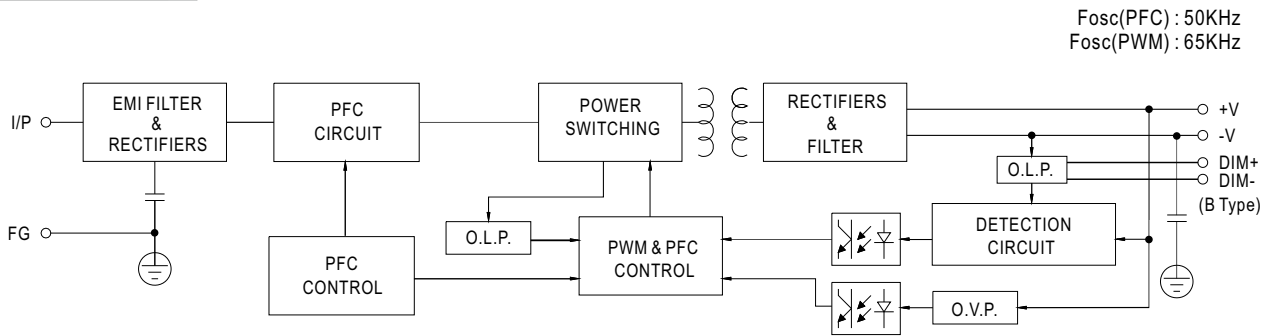 Fosc(PFC) : 50KHz
Fosc(PWM) : 65KHz
I/P
EMI FILTER
&
RECTIFIERS
PFC
CIRCUIT
POWER
SWITCHING
RECTIFIERS
&
FILTER
+V
-V
DIM+
DIM-
(B Type)
O.L.P.
FG
O.L.P.
PFC
CONTROL
PWM & PFC
CONTROL
DETECTION
CIRCUIT
O.V.P.